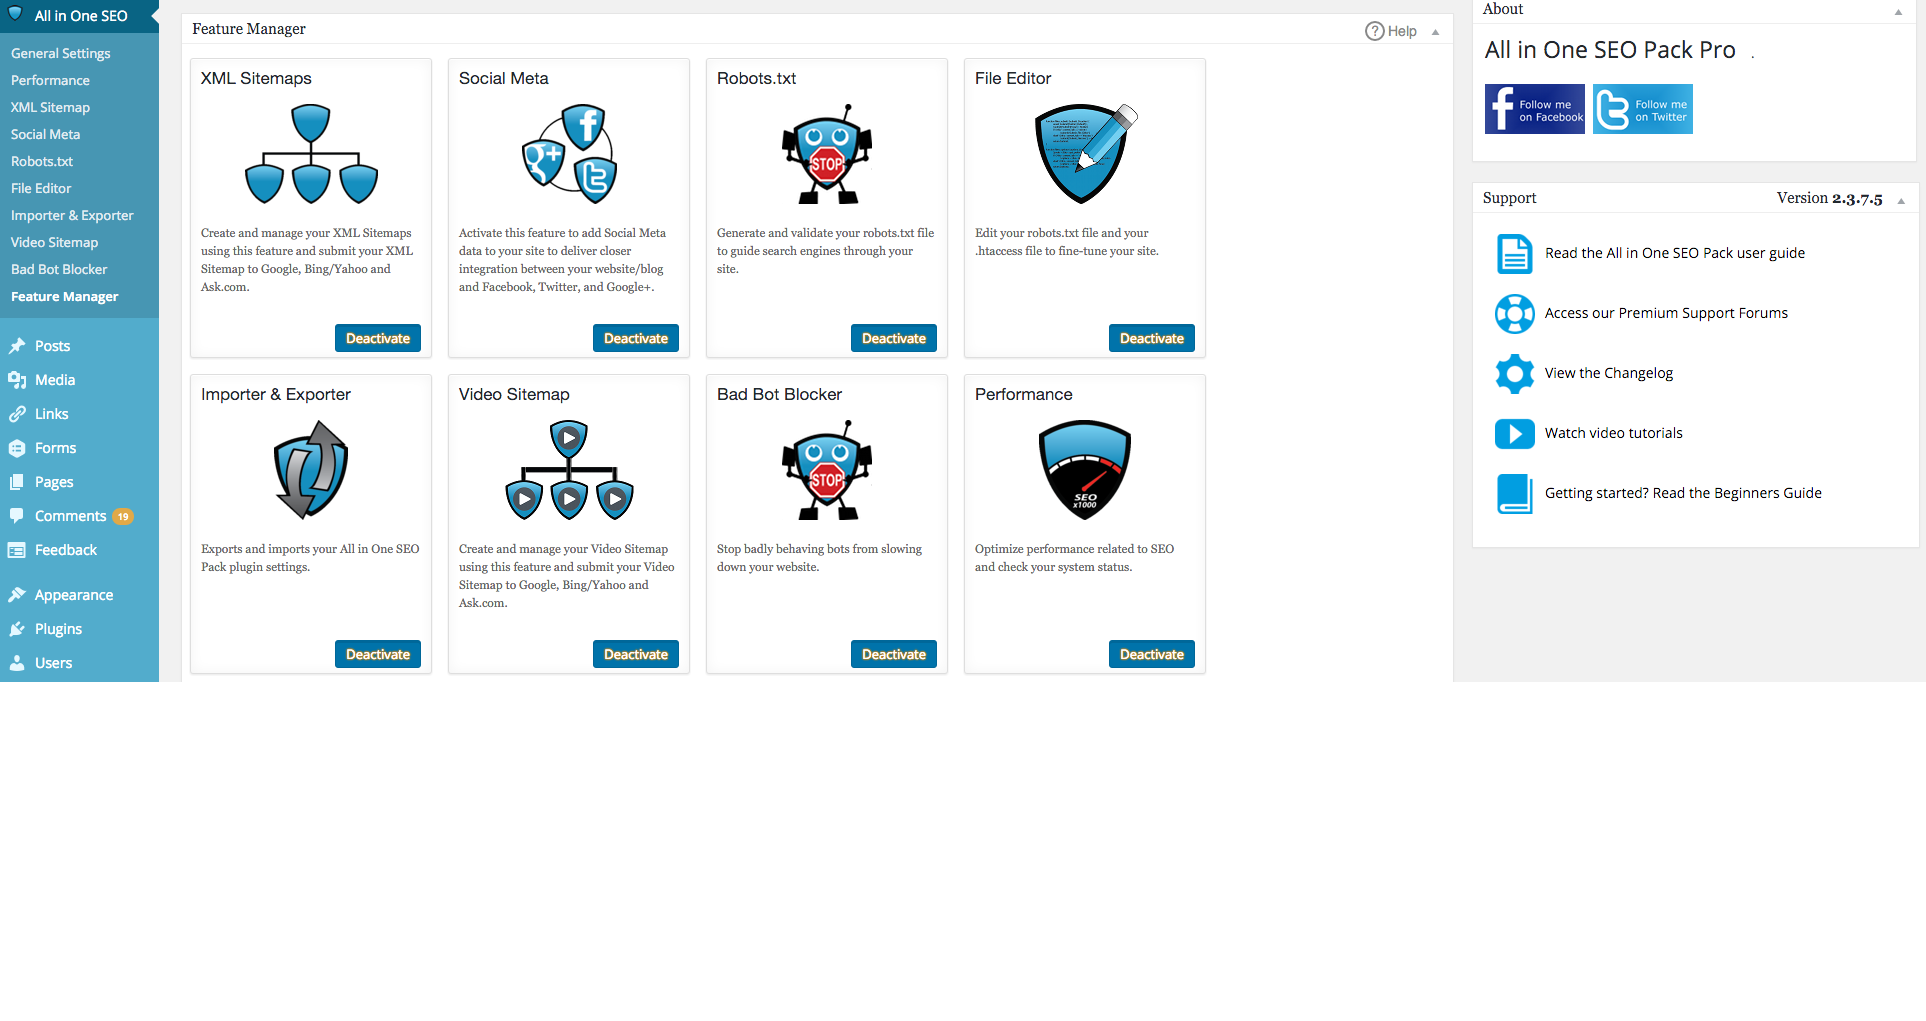 All in One SEO
General Settings
Performance
XML Sitemap
Social Meta
Robots.txt
File Editor
Importer & Exporter
Video Sitemap
Bad Bot Blocker
Feature Manager
Posts
Media
Links
Forms
Pages
Comments 19
Feedback
Appearance
Plugins
Users
Feature Manager
? Help
XML Sitemaps
Create and manage your XML Sitemaps
using this feature and submit your XML
Sitemap to Google, Bing/Yahoo and
Ask.com.
Deactivate
Social Meta
f
g+
t
Activate this feature to add Social Meta
data to your site to deliver closer
integration between your website/blog
and Facebook, Twitter, and Google+.
Deactivate
Robots.txt
STOP
Generate and validate your robots.txt file
to guide search engines through your
site.
Deactivate
File Editor
Edit your robots.txt file and your
.htaccess file to fine-tune your site.
Deactivate
Importer & Exporter
Exports and imports your All in One SEO
Pack plugin settings.
Deactivate
Video Sitemap
Create and manage your Video Sitemap
using this feature and submit your Video
Sitemap to Google, Bing/Yahoo and
Ask.com.
Deactivate
Bad Bot Blocker
STOP
Stop badly behaving bots from slowing
down your website.
Deactivate
Performance
SEO
x1000
Optimize performance related to SEO
and check your system status.
Deactivate
About
All in One SEO Pack Pro .
f Follow me
on Facebook
t Follow me
on Twitter
Support Version 2.3.7.5
Read the All in One SEO Pack user guide
Access our Premium Support Forums
View the Changelog
Watch video tutorials
Getting started? Read the Beginners Guide